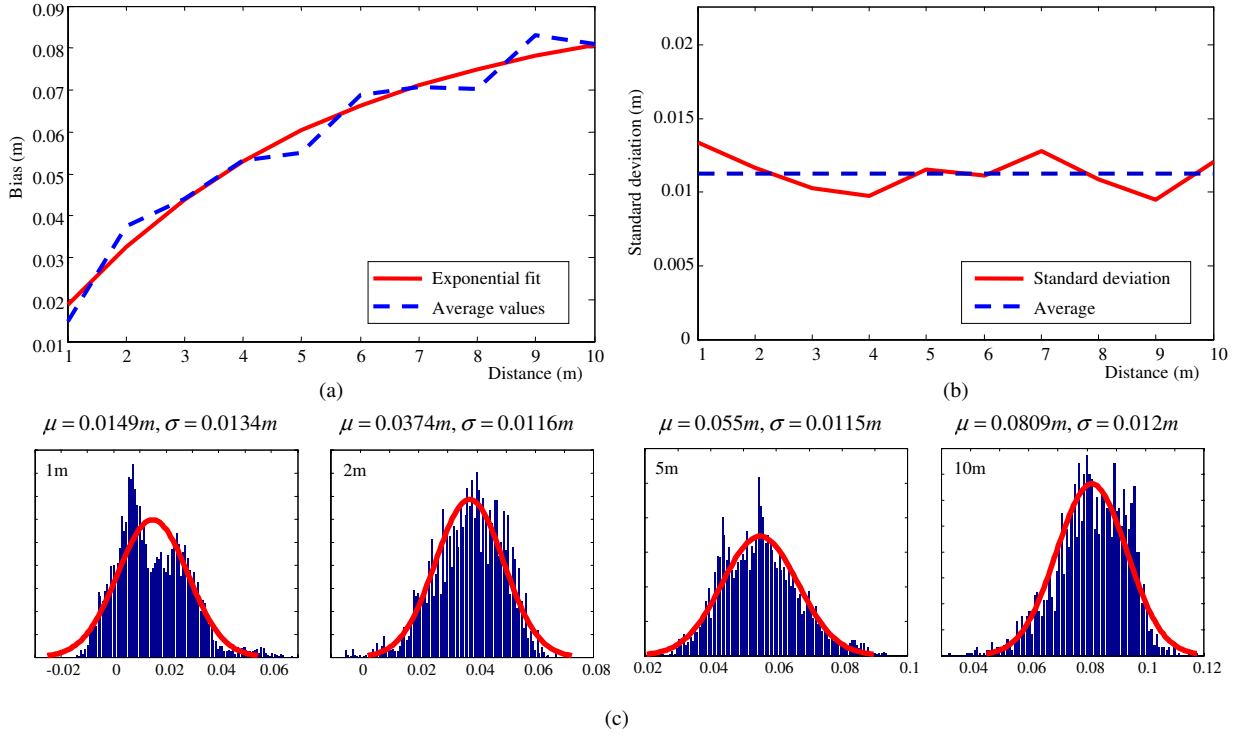 0.09
0.08
0.07
0.06
0.05
0.04
0.03
0.02
0.01
Bias (m)
Exponential fit
Average values
1 2 3 4 5 6 7 8 9 10
Distance (m)
(a)
0.02
0.015
0.01
0.005
0
Standard deviation (m)
Standard deviation
Average
1 2 3 4 5 6 7 8 9 10
Distance (m)
(b)
μ = 0.0149m, σ = 0.0134m
1m
-0.02 0 0.02 0.04 0.06
μ = 0.0374m, σ = 0.0116m
2m
0 0.02 0.04 0.06 0.08
μ = 0.055m, σ = 0.0115m
5m
0.02 0.04 0.06 0.08 0.1
μ = 0.0809m, σ = 0.012m
10m
0.04 0.06 0.08 0.1 0.12
(c)